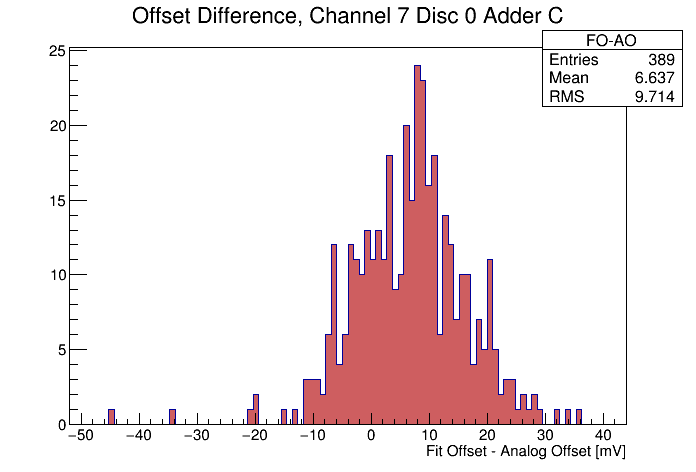 Offset Difference, Channel 7 Disc 0 Adder C
FO-AO
Entries 389
Mean 6.637
RMS 9.714
25
20
15
10
5
0
−50 −40 −30 −20 −10 0 10 20 30 40
Fit Offset - Analog Offset [mV]